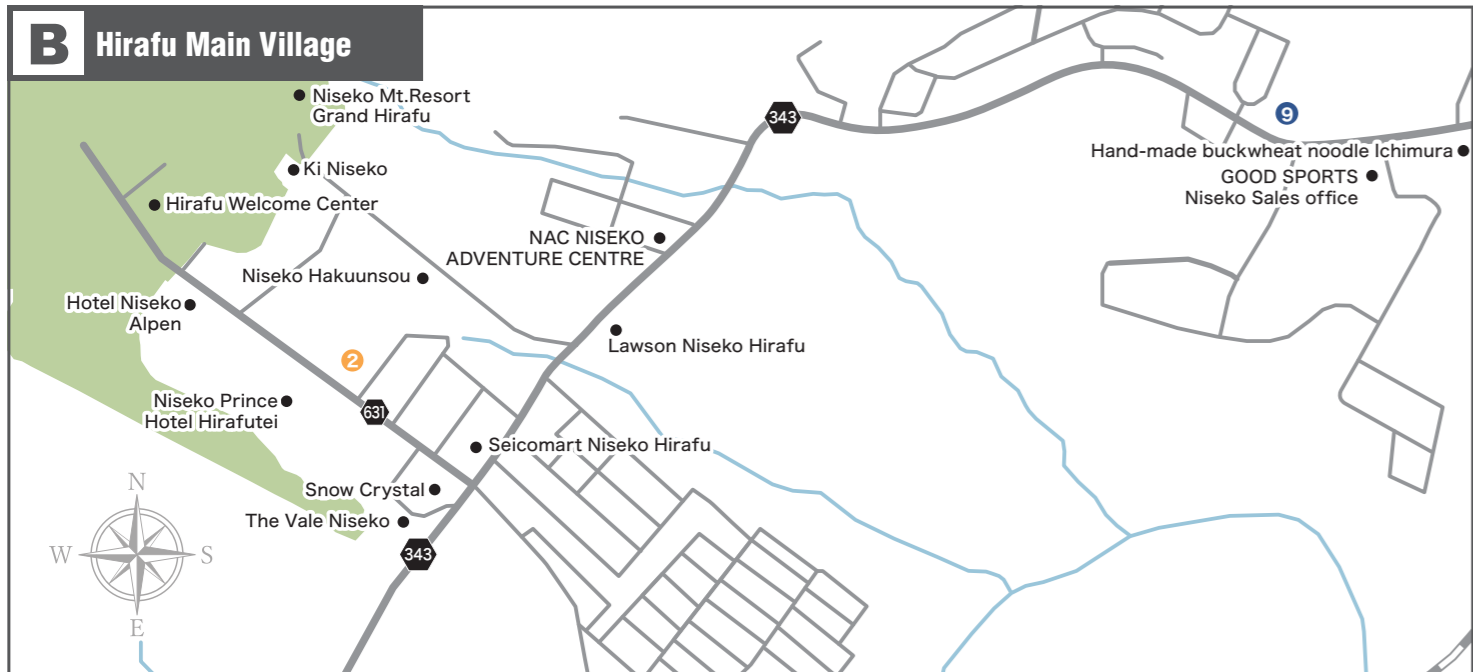 B Hirafu Main Village
Niseko Mt.Resort
Grand Hirafu
343
9
Ki Niseko
Hand-made buckwheat noodle Ichimura
GOOD SPORTS
Niseko Sales office
Hirafu Welcome Center
NAC NISEKO
ADVENTURE CENTRE
Niseko Hakuunsou
Hotel Niseko
Alpen
Lawson Niseko Hirafu
2
Niseko Prince
Hotel Hirafutei
631
Seicomart Niseko Hirafu
Snow Crystal
The Vale Niseko
343
N
W
S
E